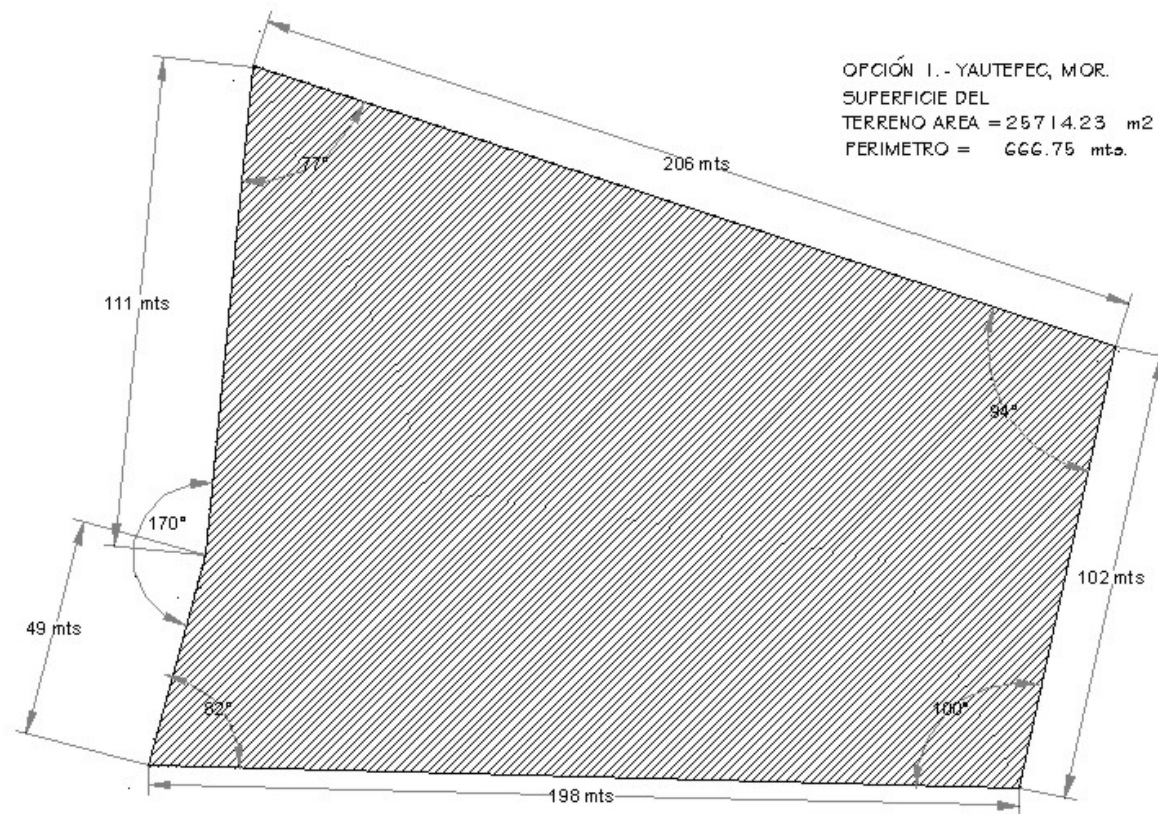 OPCIÓN 1.- YAUTEPEC, MOR.
SUPERFICIE DEL
TERRENO AREA = 25714.23 m2
PERIMETRO = 666.75 mts.
206 mts
77°
111 mts
94°
170°
102 mts
49 mts
82°
100°
198 mts